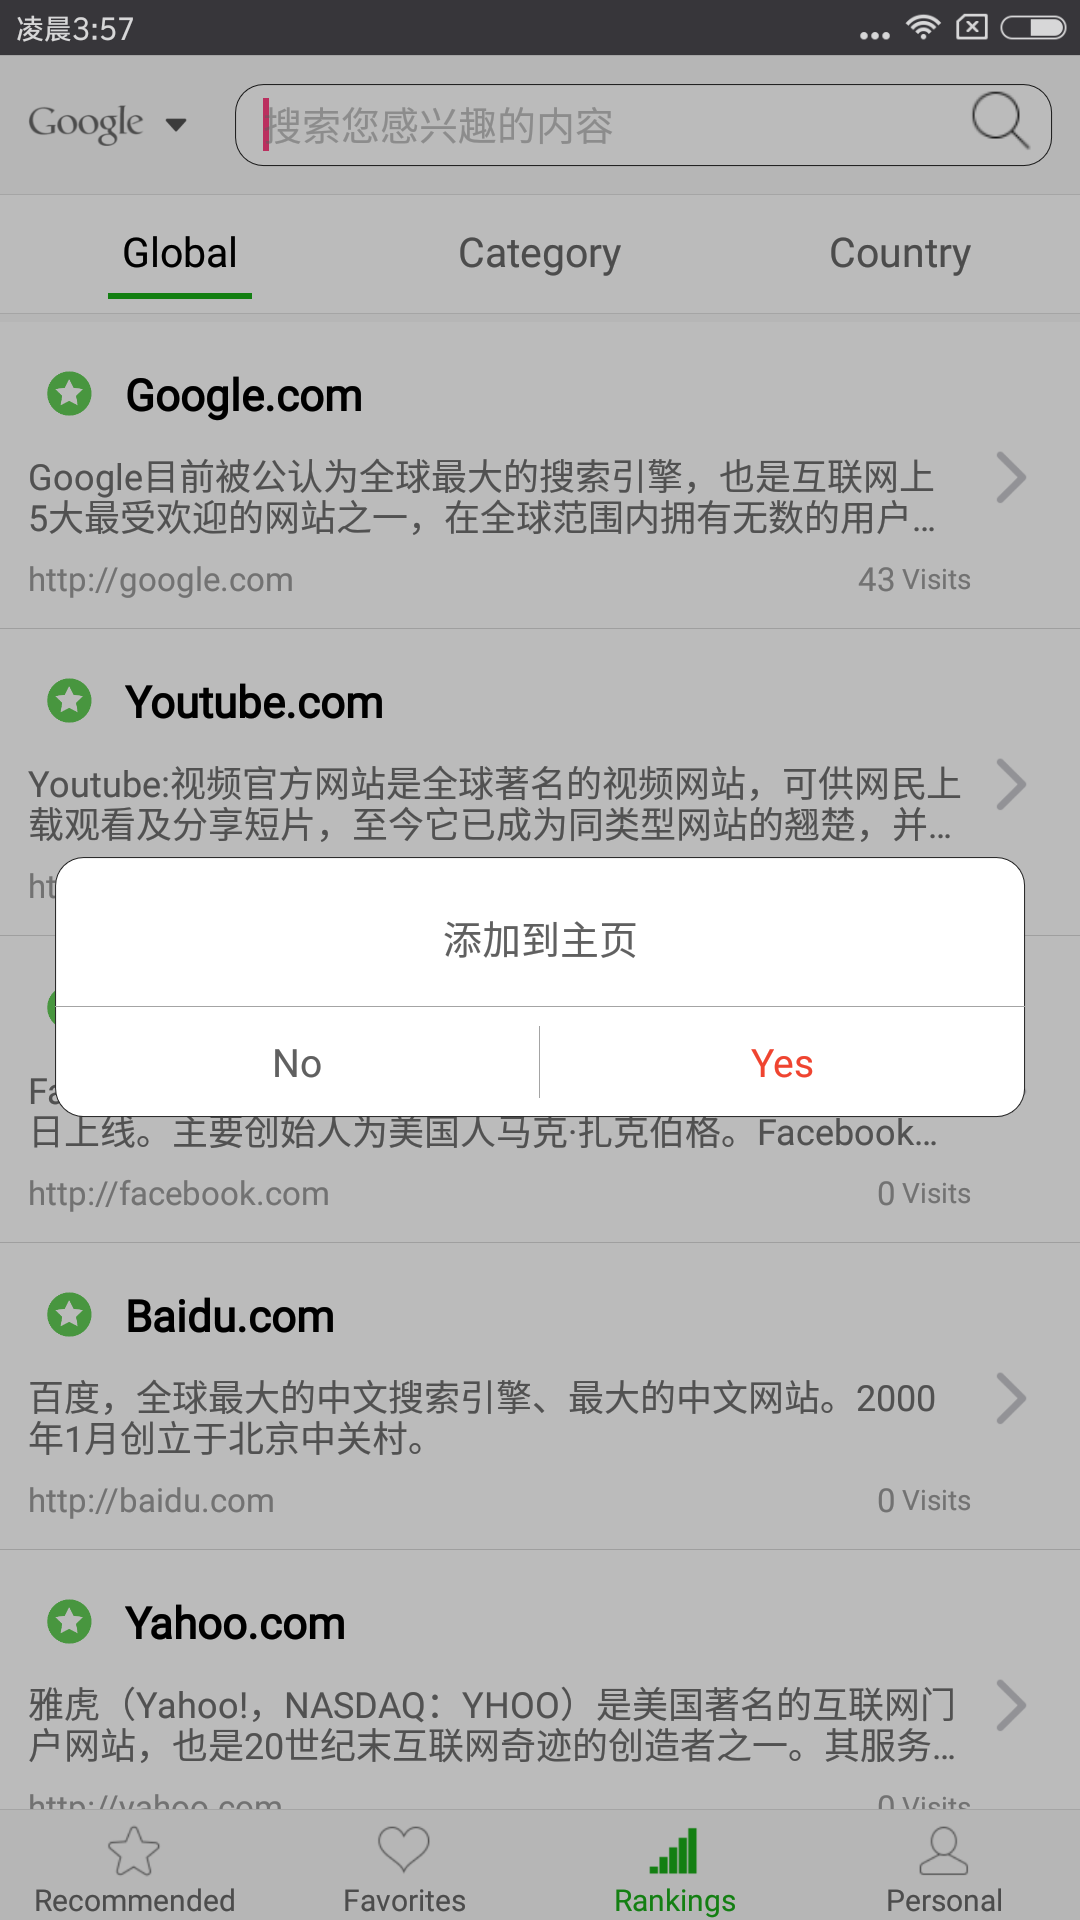 凌晨3:57
Google
搜索您感兴趣的内容
Global
Category
Country
Google.com
Google目前被公认为全球最大的搜索引擎，也是互联网上
5大最受欢迎的网站之一，在全球范围内拥有无数的用户...
http://google.com
43 Visits
Youtube.com
Youtube:视频官方网站是全球著名的视频网站，可供网民上
载观看及分享短片，至今它已成为同类型网站的翘楚，并...
ht
添加到主页
No
Yes
Fa
日上线。主要创始人为美国人马克·扎克伯格。Facebook...
http://facebook.com
0 Visits
Baidu.com
百度，全球最大的中文搜索引擎、最大的中文网站。2000
年1月创立于北京中关村。
http://baidu.com
0 Visits
Yahoo.com
雅虎（Yahoo!，NASDAQ：YHOO）是美国著名的互联网门
户网站，也是20世纪末互联网奇迹的创造者之一。其服务...
http://yahoo.com
0 Visits
Recommended
Favorites
Rankings
Personal